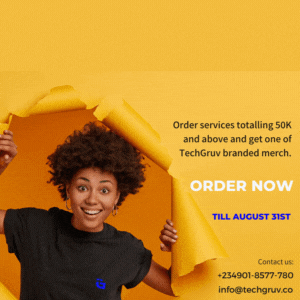 Order services totalling 50K
and above and get one of
TechGruv branded merch.
ORDER NOW
TILL AUGUST 31ST
Contact us:
+234901-8577-780
info@techgruv.co